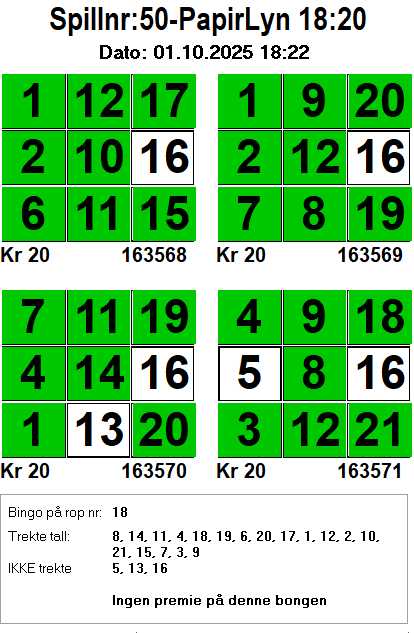 Spillnr:50-PapirLyn 18:20
Dato: 01.10.2025 18:22
1 12 17
2 10 16
6 11 15
Kr 20 163568
1 9 20
2 12 16
7 8 19
Kr 20 163569
7 11 19
4 14 16
1 13 20
Kr 20 163570
4 9 18
5 8 16
3 12 21
Kr 20 163571
Bingo på rop nr: 18
Trekte tall: 8, 14, 11, 4, 18, 19, 6, 20, 17, 1, 12, 2, 10,
21, 15, 7, 3, 9
IKKE trekte 5, 13, 16
Ingen premie på denne bongen